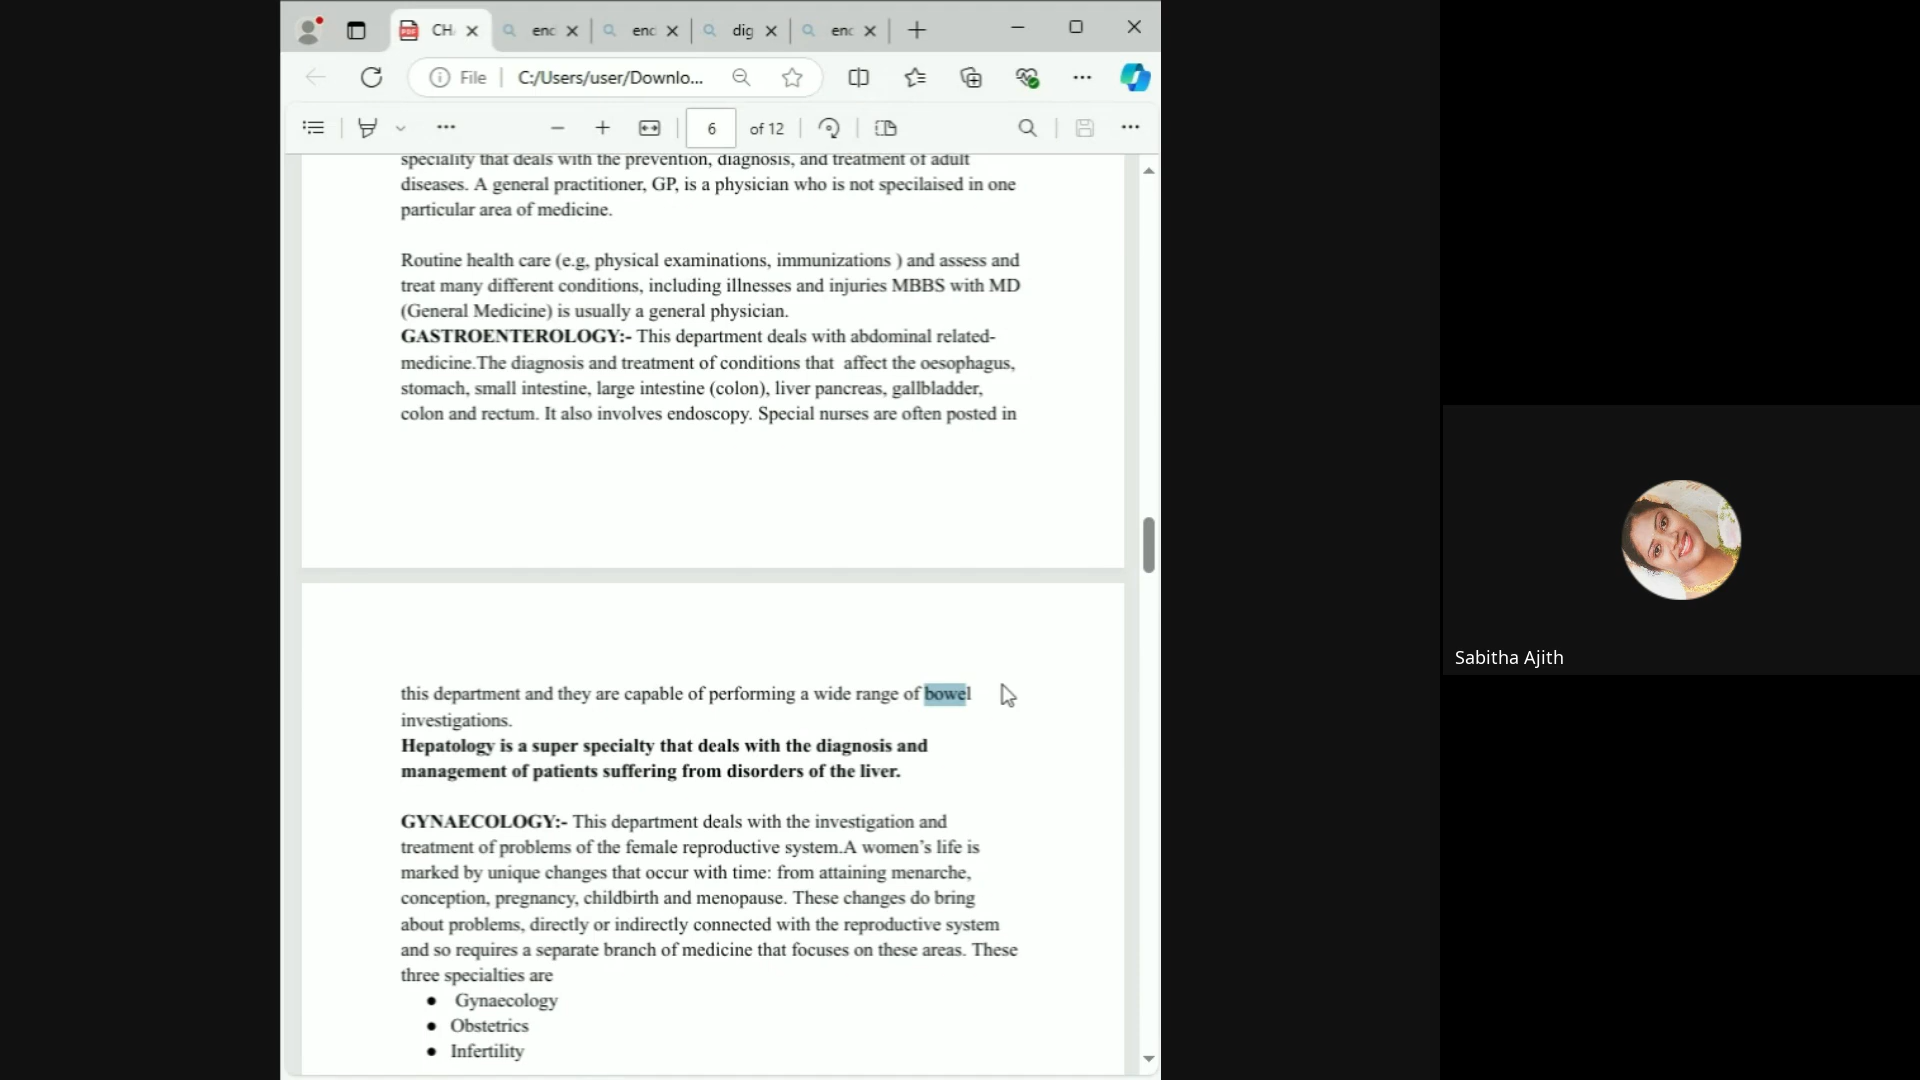 CH
enc
enc
dig
enc
File
C:/Users/user/Downlo...
6
of 12
speciality that deals with the prevention, diagnosis, and treatment of adult
diseases. A general practitioner, GP, is a physician who is not specilaised in one
particular area of medicine.
Routine health care (e.g, physical examinations, immunizations ) and assess and
treat many different conditions, including illnesses and injuries MBBS with MD
(General Medicine) is usually a general physician.
GASTROENTEROLOGY:- This department deals with abdominal related-
medicine.The diagnosis and treatment of conditions that affect the oesophagus,
stomach, small intestine, large intestine (colon), liver pancreas, gallbladder,
colon and rectum. It also involves endoscopy. Special nurses are often posted in
this department and they are capable of performing a wide range of bowel
investigations.
Hepatology is a super specialty that deals with the diagnosis and
management of patients suffering from disorders of the liver.
GYNAECOLOGY:- This department deals with the investigation and
treatment of problems of the female reproductive system.A women’s life is
marked by unique changes that occur with time: from attaining menarche,
conception, pregnancy, childbirth and menopause. These changes do bring
about problems, directly or indirectly connected with the reproductive system
and so requires a separate branch of medicine that focuses on these areas. These
three specialties are
● Gynaecology
● Obstetrics
● Infertility
Sabitha Ajith